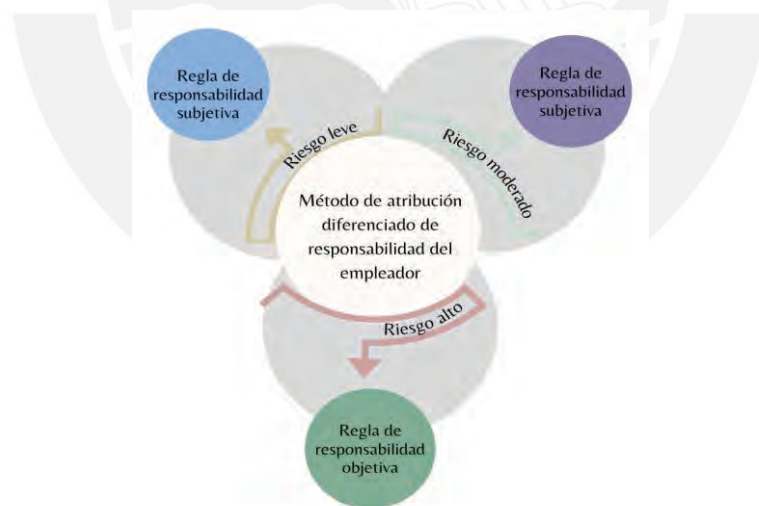 Regla de
responsabilidad
subjetiva
Regla de
responsabilidad
subjetiva
Riesgo leve
Riesgo moderado
Método de atribución
diferenciado de
responsabilidad del
empleador
Riesgo alto
Regla de
responsabilidad
objetiva